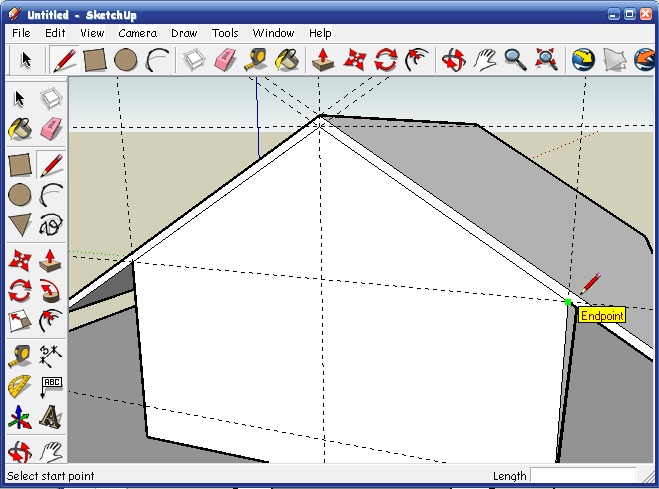 Untitled - SketchUp
File Edit View Camera Draw Tools Window Help
Endpoint
ABC
Select start point
Length